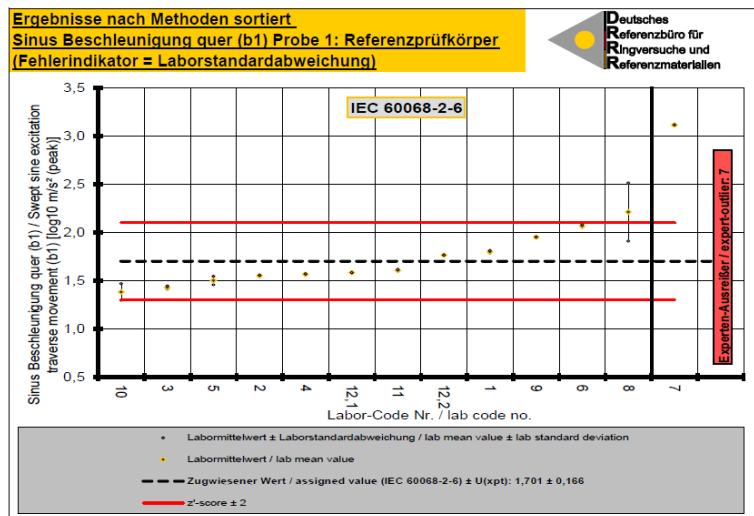 Ergebnisse nach Methoden sortiert
Sinus Beschleunigung quer (b1) Probe 1: Referenzprüfkörper
(Fehlerindikator = Laborstandardabweichung)
Deutsches
Referenzbüro für
Ringversuche und
Referenzmaterialien
IEC 60068-2-6
Sinus Beschleunigung quer (b1) / Swept sine excitation
traverse movement (b1) [log10 m/s² (peak)]
3,5
3,0
2,5
2,0
1,5
1,0
0,5
10
3
5
2
4
12,1
11
12,2
1
9
6
8
7
Experten-Ausreißer / expert-outlier: 7
Labor-Code Nr. / lab code no.
Labormittelwert ± Laborstandardabweichung / lab mean value ± lab standard deviation
Labormittelwert / lab mean value
Zugwiesener Wert / assigned value (IEC 60068-2-6) ± U(xpt): 1,701 ± 0,166
z'-score ± 2